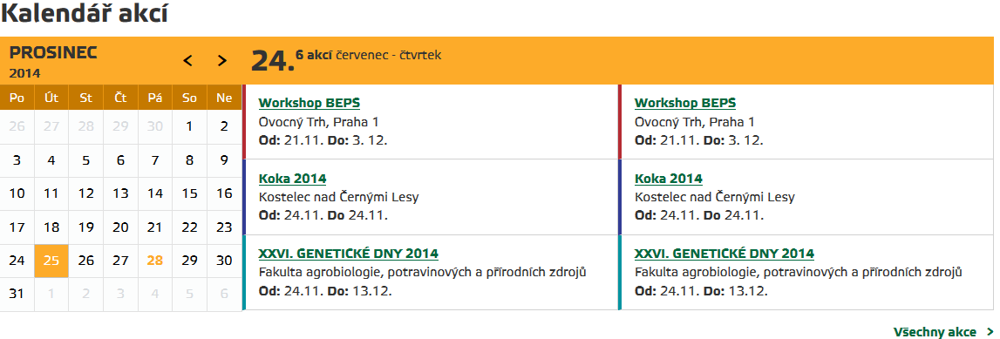 Kalendář akcí
PROSINEC
2014
< >
24. 6 akcí červenec - čtvrtek
Po Út St Čt Pá So Ne
26 27 28 29 30 1 2
3 4 5 6 7 8 9
10 11 12 13 14 15 16
17 18 19 20 21 22 23
24 25 26 27 28 29 30
31 1 2 3 4 5 6
Workshop BEPS
Ovocný Trh, Praha 1
Od: 21.11. Do: 3. 12.
Workshop BEPS
Ovocný Trh, Praha 1
Od: 21.11. Do: 3. 12.
Koka 2014
Kostelec nad Černými Lesy
Od: 24.11. Do 24.11.
Koka 2014
Kostelec nad Černými Lesy
Od: 24.11. Do 24.11.
XXVI. GENETICKÉ DNY 2014
Fakulta agrobiologie, potravinových a přírodních zdrojů
Od: 24.11. Do: 13.12.
XXVI. GENETICKÉ DNY 2014
Fakulta agrobiologie, potravinových a přírodních zdrojů
Od: 24.11. Do: 13.12.
Všechny akce >